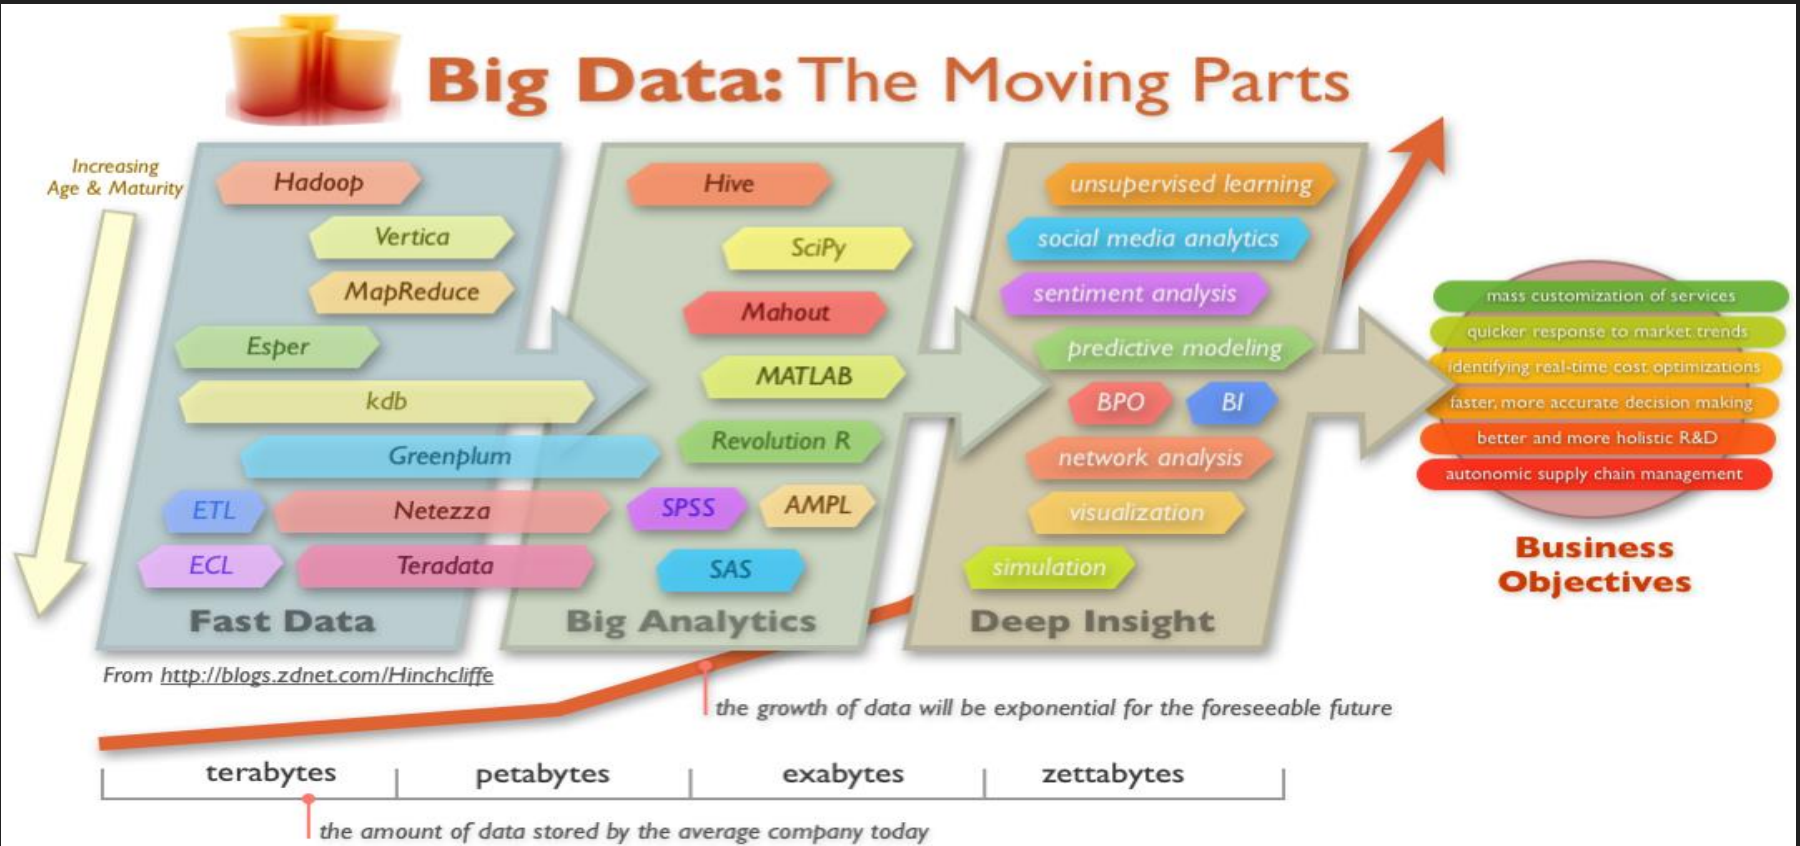 Big Data: The Moving Parts
Increasing
Age & Maturity
Hadoop
Vertica
MapReduce
Esper
kdb
Greenplum
ETL
Netezza
ECL
Teradata
Fast Data
Hive
SciPy
Mahout
MATLAB
Revolution R
SPSS
AMPL
SAS
Big Analytics
unsupervised learning
social media analytics
sentiment analysis
predictive modeling
BPO
BI
network analysis
visualization
simulation
Deep Insight
mass customization of services
quicker response to market trends
identifying real-time cost optimizations
faster, more accurate decision making
better and more holistic R&D
autonomic supply chain management
Business
Objectives
From http://blogs.zdnet.com/Hinchcliffe
the growth of data will be exponential for the foreseeable future
terabytes
petabytes
exabytes
zettabytes
the amount of data stored by the average company today